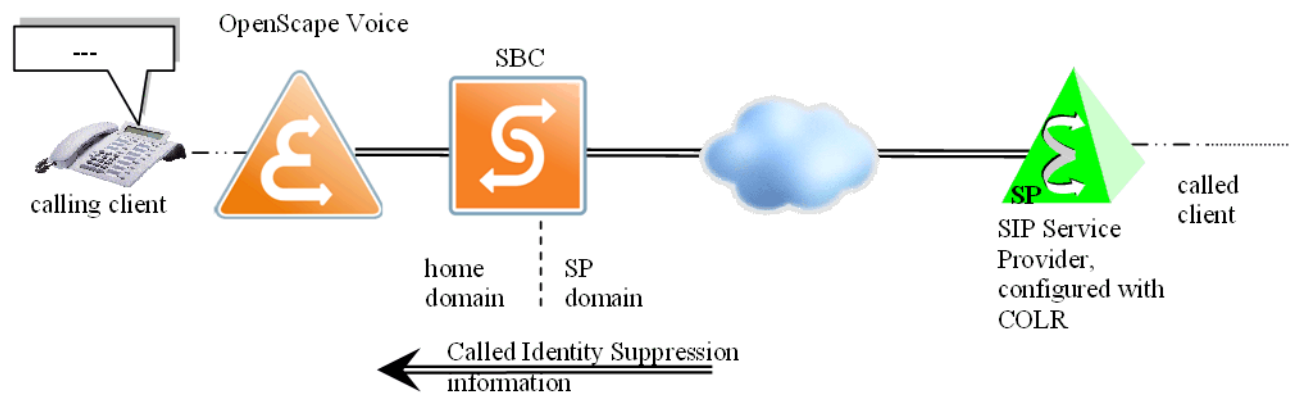 OpenScape Voice
SBC
---
calling client
home
domain
SP
domain
SP
SIP Service
Provider,
configured with
COLR
called
client
Called Identity Suppression
information